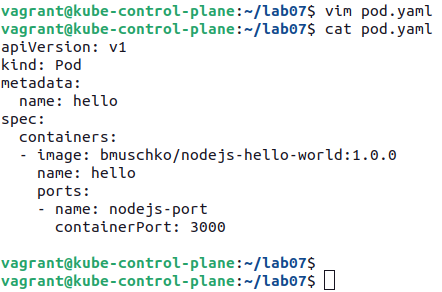 vagrant@kube-control-plane:~/lab07$ vim pod.yaml
vagrant@kube-control-plane:~/lab07$ cat pod.yaml
apiVersion: v1
kind: Pod
metadata:
  name: hello
spec:
  containers:
  - image: bmuschko/nodejs-hello-world:1.0.0
    name: hello
    ports:
    - name: nodejs-port
      containerPort: 3000

vagrant@kube-control-plane:~/lab07$
vagrant@kube-control-plane:~/lab07$